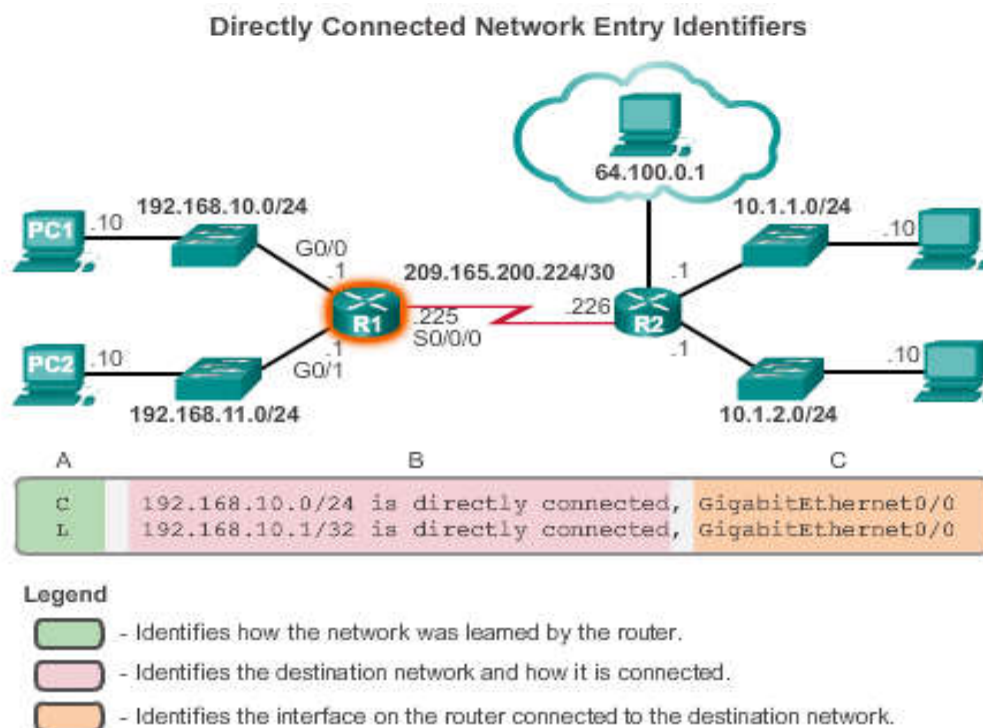 Directly Connected Network Entry Identifiers
64.100.0.1
192.168.10.0/24
10.1.1.0/24
PC1
.10
.10
G0/0
.1
209.165.200.224/30
.1
R1
.225
S0/0/0
.226
R2
PC2
.10
.1
G0/1
.1
.10
192.168.11.0/24
10.1.2.0/24
A B C
C 192.168.10.0/24 is directly connected, GigabitEthernet0/0
L 192.168.10.1/32 is directly connected, GigabitEthernet0/0
Legend
- Identifies how the network was learned by the router.
- Identifies the destination network and how it is connected.
- Identifies the interface on the router connected to the destination network.